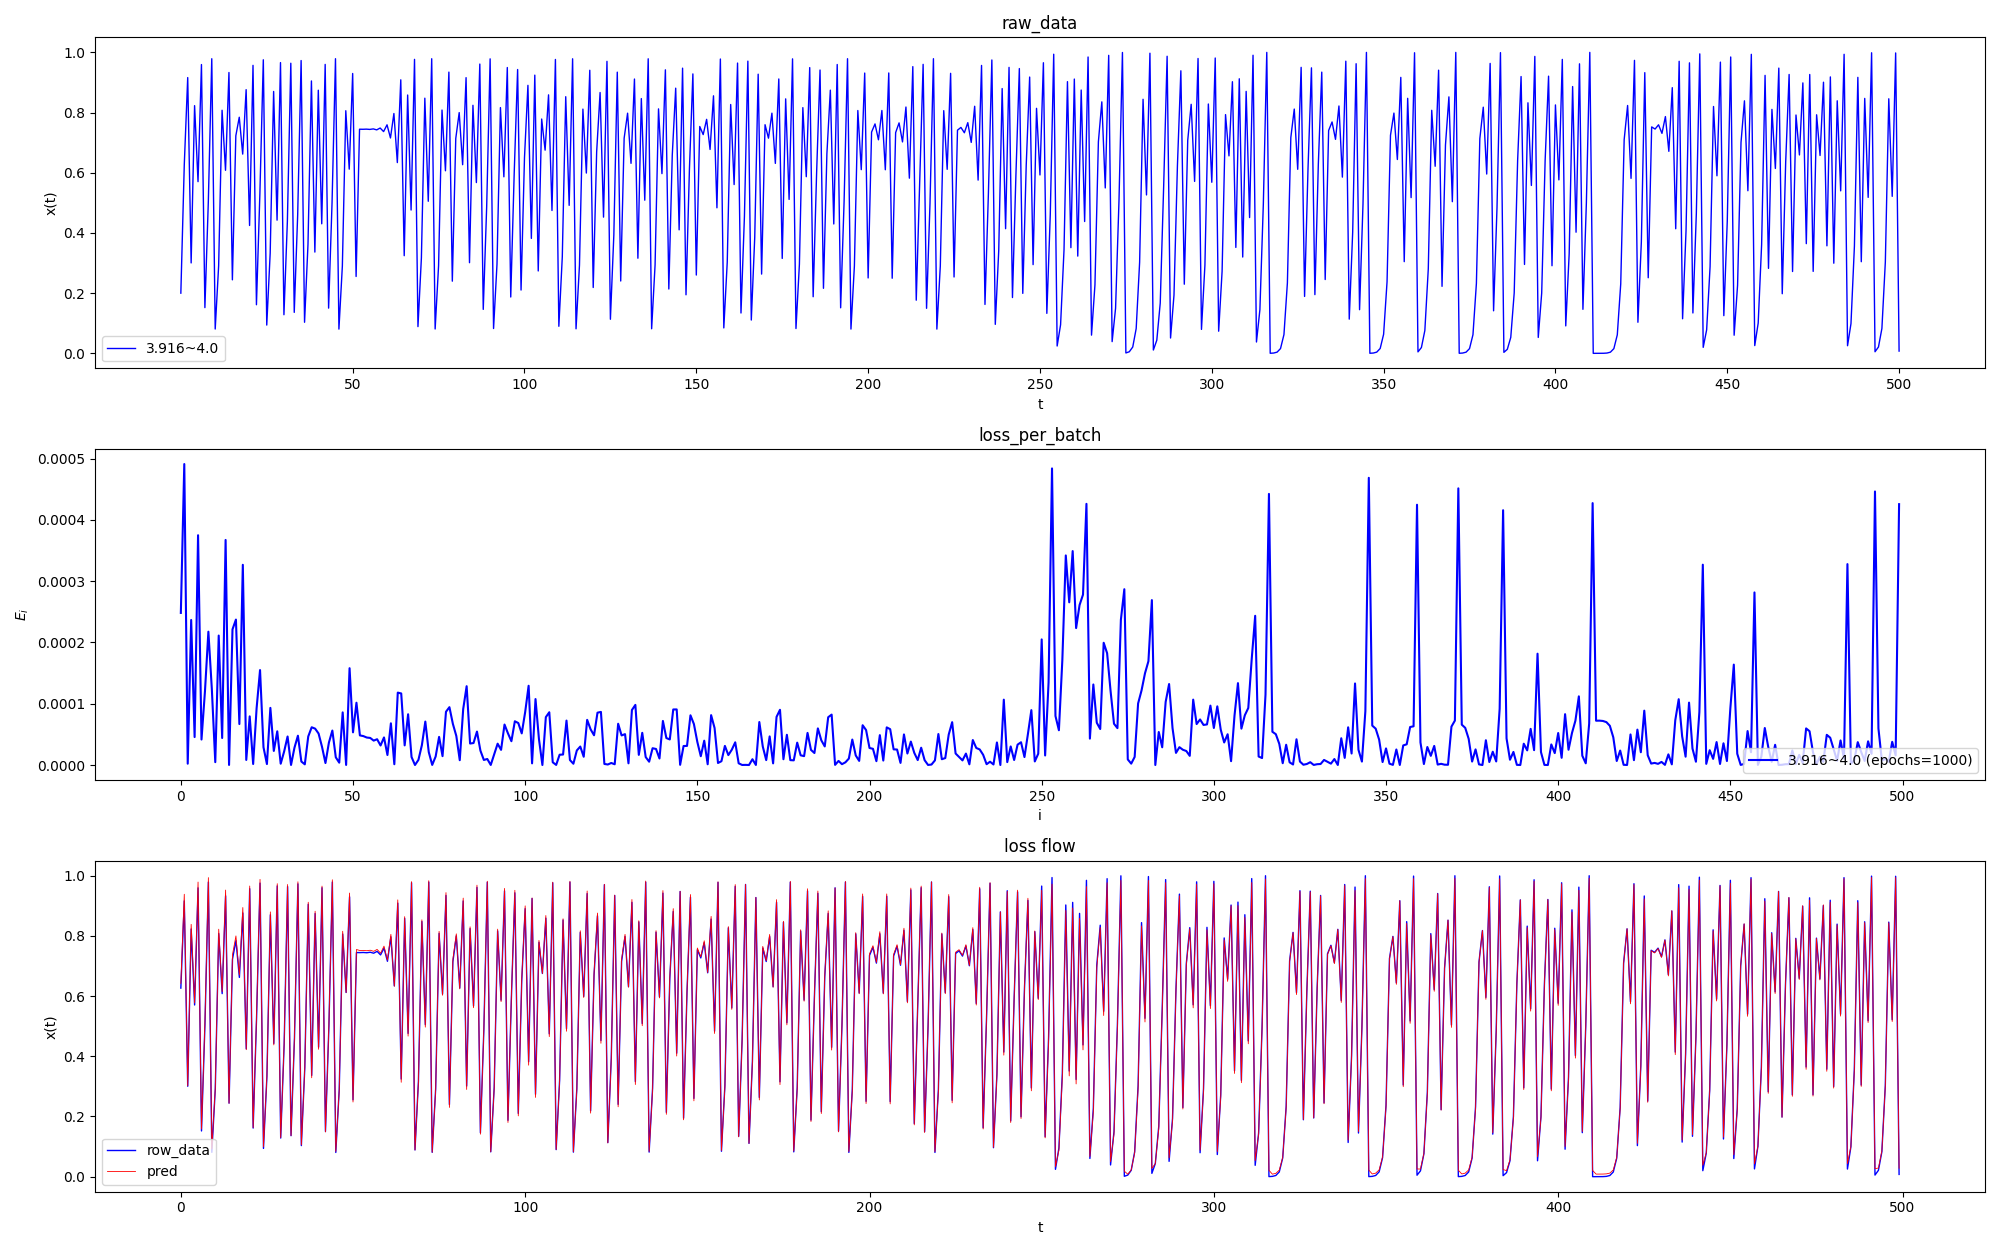 raw_data
1.0
0.8
0.6
0.4
0.2
0.0
x(t)
3.916~4.0
50 100 150 200 250 300 350 400 450 500
t
loss_per_batch
0.0005
0.0004
0.0003
0.0002
0.0001
0.0000
E_i
3.916~4.0 (epochs=1000)
0 50 100 150 200 250 300 350 400 450 500
i
loss flow
1.0
0.8
0.6
0.4
0.2
0.0
x(t)
row_data
pred
0 100 200 300 400 500
t